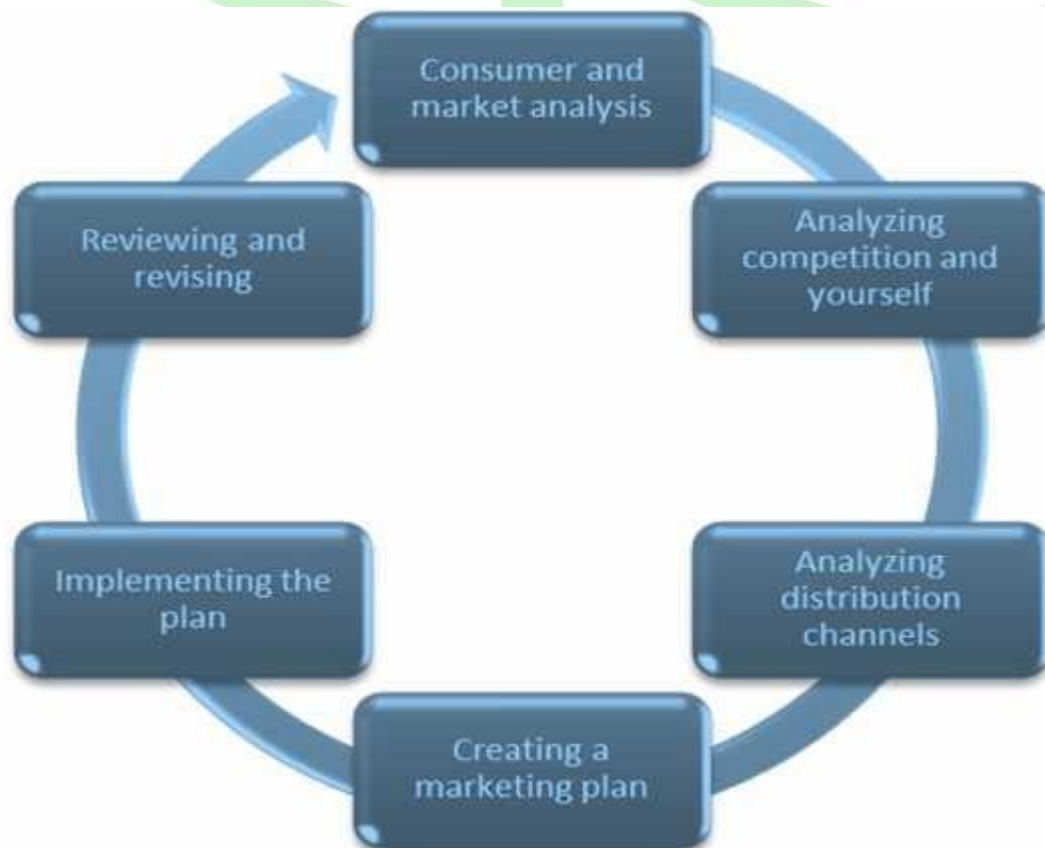 Consumer and
market analysis
Analyzing
competition and
yourself
Analyzing
distribution
channels
Creating a
marketing plan
Implementing the
plan
Reviewing and
revising